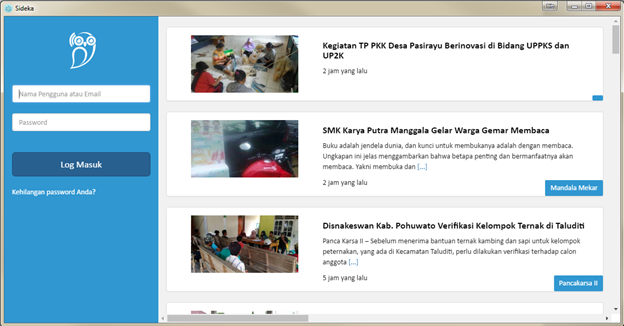 Sideka
Nama Pengguna atau Email
Password
Log Masuk
Kehilangan password Anda?
Kegiatan TP PKK Desa Pasirayu Berinovasi di Bidang UPPKS dan
UP2K
2 jam yang lalu
SMK Karya Putra Manggala Gelar Warga Gemar Membaca
Buku adalah jendela dunia, dan kunci untuk membukanya adalah dengan membaca.
Ungkapan ini jelas menggambarkan bahwa betapa penting dan bermanfaatnya akan
membaca. Yakni membuka dan [...]
2 jam yang lalu
Mandala Mekar
Disnakeswan Kab. Pohuwato Verifikasi Kelompok Ternak di Taluditi
Panca Karsa II – Sebelum menerima bantuan ternak kambing dan sapi untuk kelompok
peternakan, yang ada di Kecamatan Taluditi, perlu dilakukan verifikasi terhadap calon
anggota [...]
5 jam yang lalu
Pancakarsa II